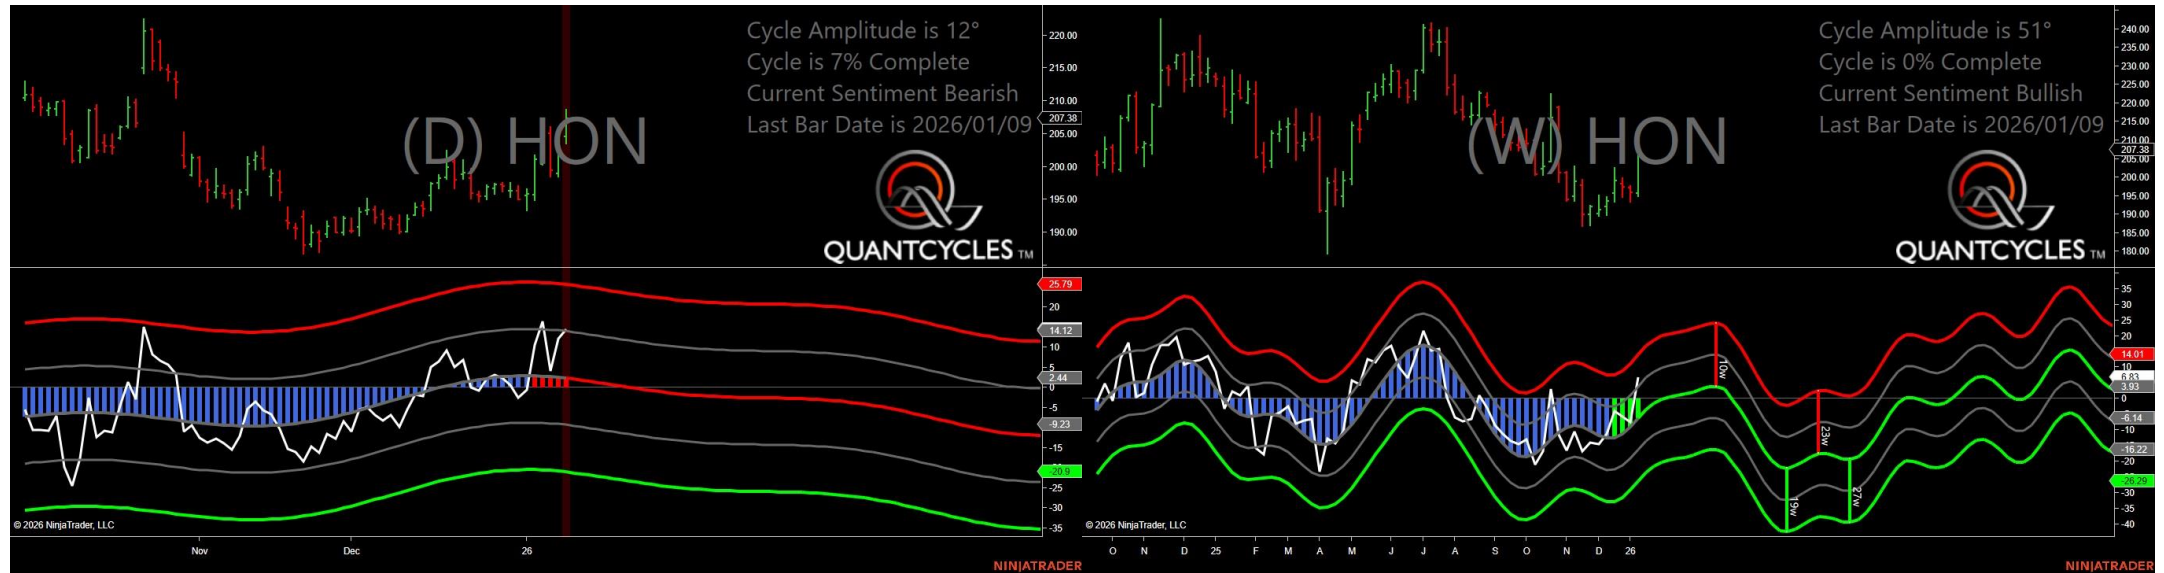 Cycle Amplitude is 12°
Cycle is 7% Complete
Current Sentiment Bearish
Last Bar Date is 2026/01/09
(D) HON
QUANTCYCLES TM
220.00
215.00
210.00
207.38
205.00
200.00
195.00
190.00
25.79
20
14.12
10
5
2.44
0
-5
-9.23
-15
-20.9
-25
-30
-35
© 2026 NinjaTrader, LLC
Nov
Dec
26
NINJATRADER
Cycle Amplitude is 51°
Cycle is 0% Complete
Current Sentiment Bullish
Last Bar Date is 2026/01/09
(W) HON
QUANTCYCLES TM
240.00
235.00
230.00
225.00
220.00
215.00
210.00
207.38
205.00
200.00
195.00
190.00
185.00
180.00
35
30
25
20
14.01
6.83
3.93
0
-6.14
-10
-16.22
-20
-26.29
-30
-35
-40
10w
23w
19w
27w
© 2026 NinjaTrader, LLC
O N D 25 F M A M J J A S O N D 26
NINJATRADER